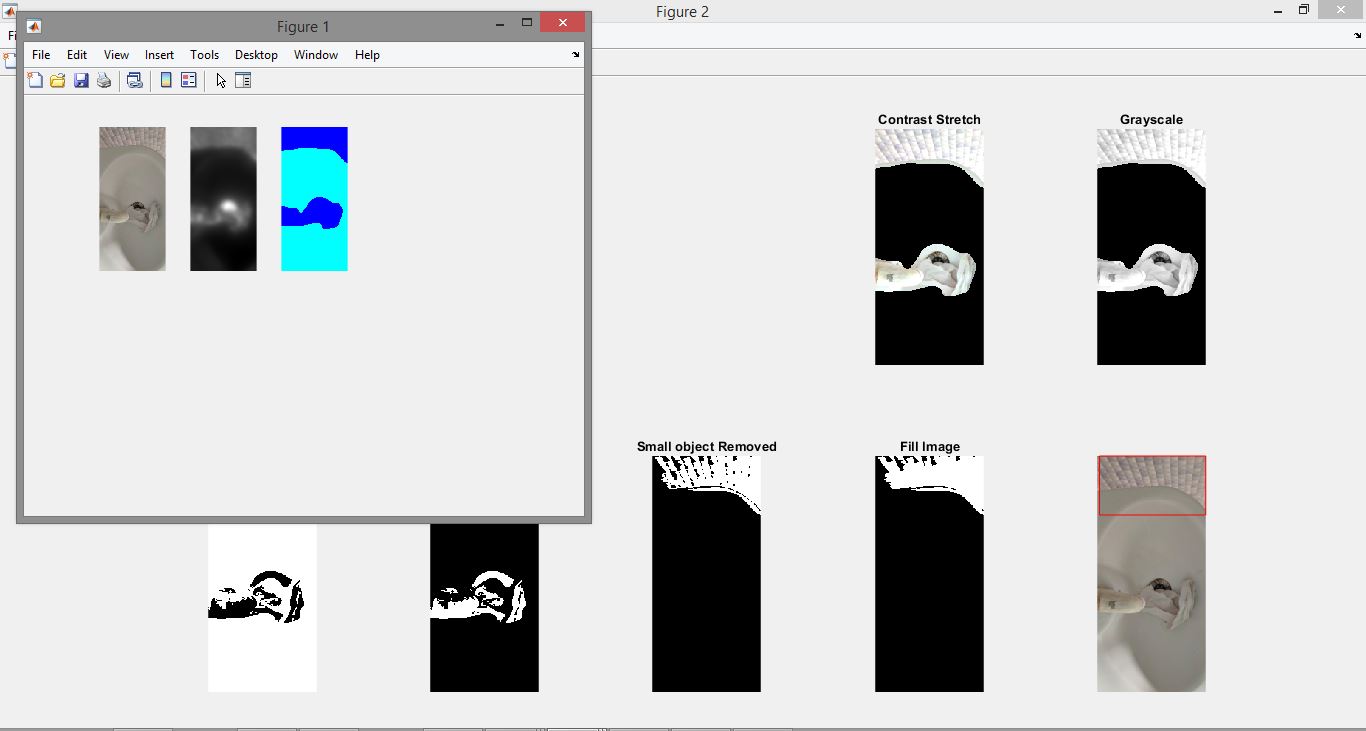 Figure 2
Figure 1
File Edit View Insert Tools Desktop Window Help
Contrast Stretch
Grayscale
Small object Removed
Fill Image